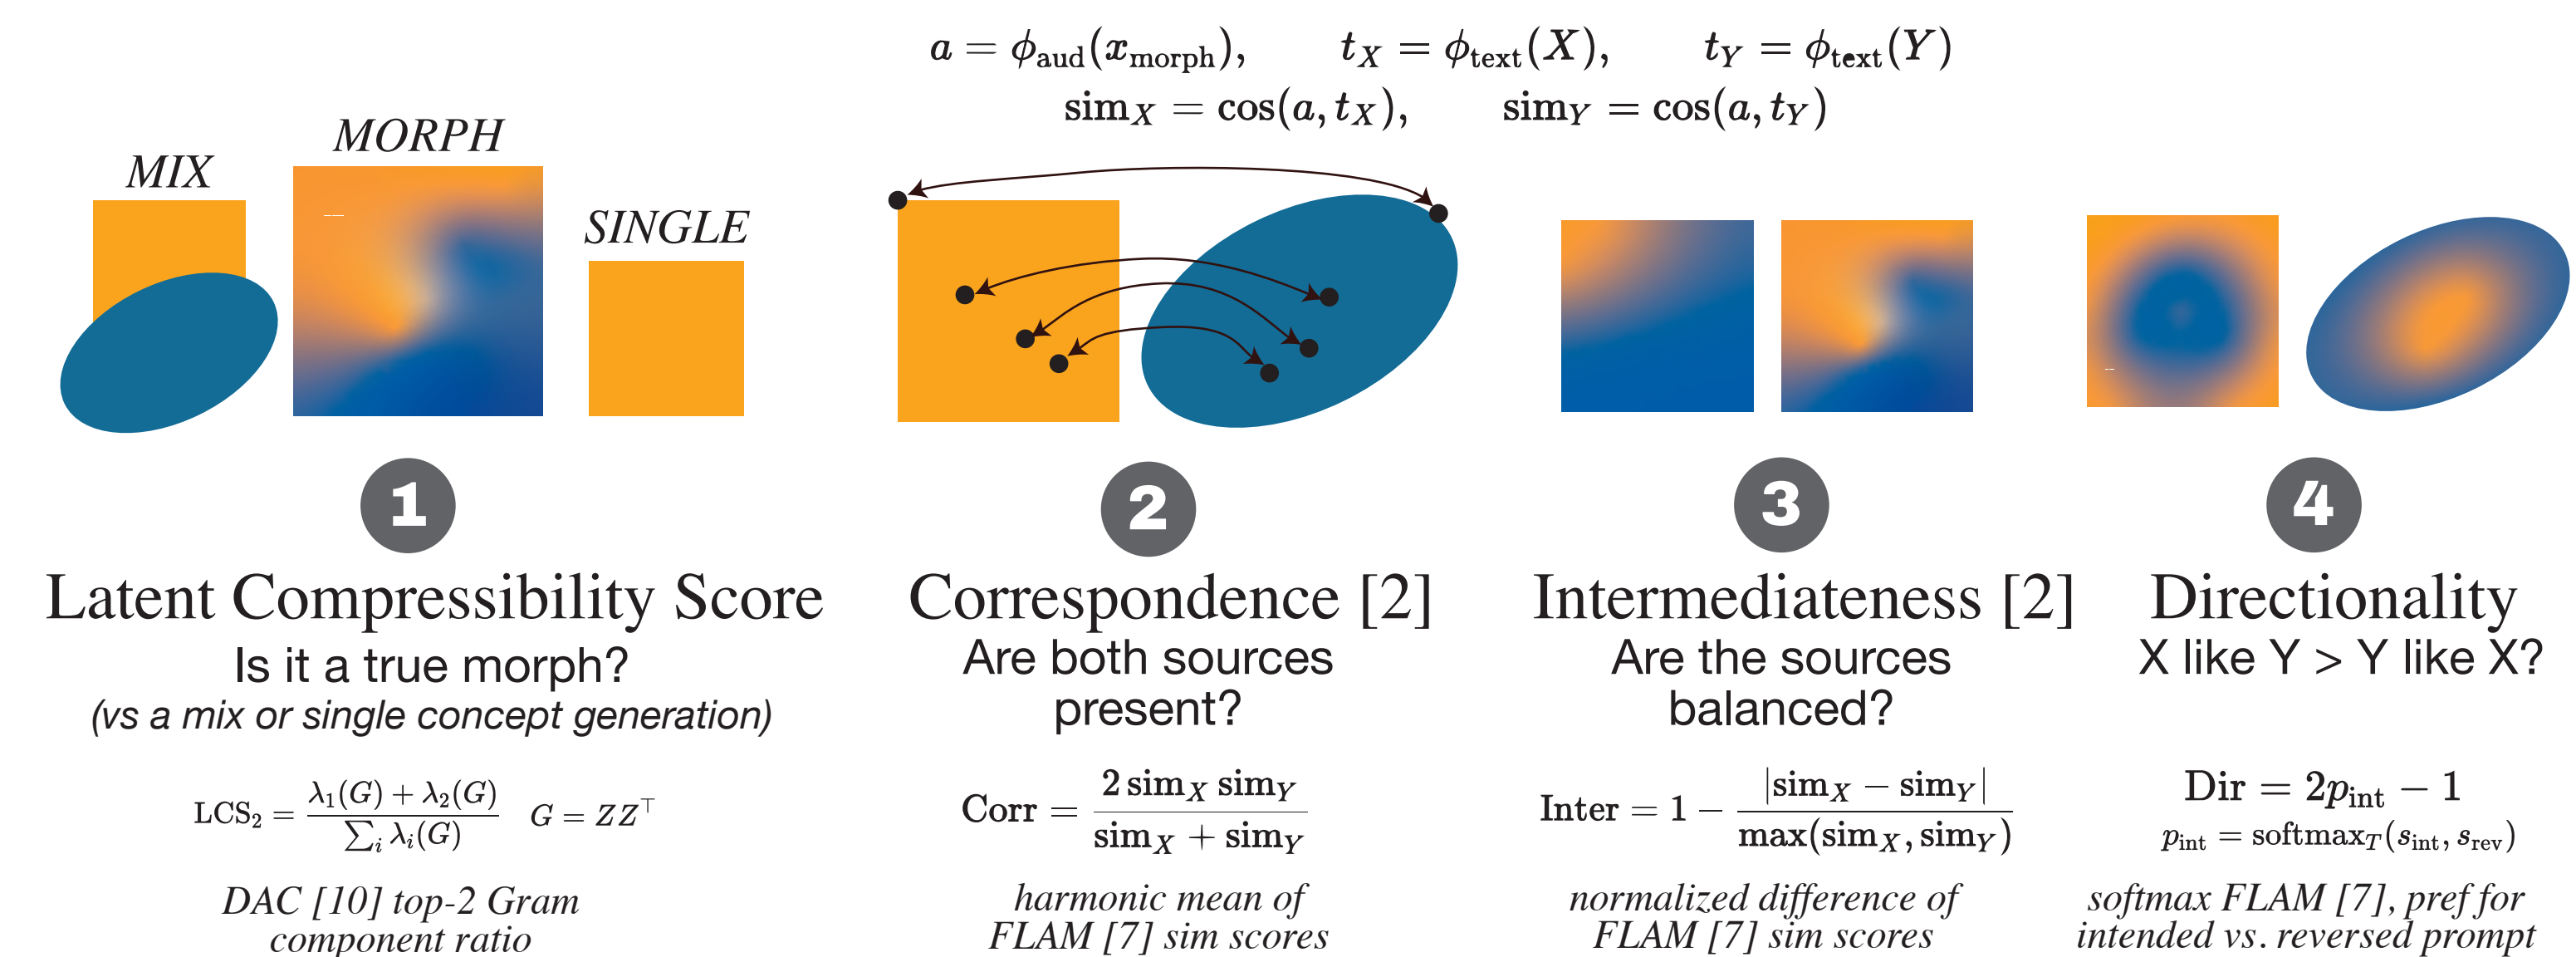 a = ϕ_aud(x_morph),  t_X = ϕ_text(X),  t_Y = ϕ_text(Y)
sim_X = cos(a, t_X),  sim_Y = cos(a, t_Y)
MIX
MORPH
SINGLE
1
Latent Compressibility Score
Is it a true morph?
(vs a mix or single concept generation)
LCS_2 = (λ_1(G) + λ_2(G)) / (∑_i λ_i(G))  G = ZZ^⊤
DAC [10] top-2 Gram
component ratio
2
Correspondence [2]
Are both sources
present?
Corr = (2 sim_X sim_Y) / (sim_X + sim_Y)
harmonic mean of
FLAM [7] sim scores
3
Intermediateness [2]
Are the sources
balanced?
Inter = 1 − |sim_X − sim_Y| / max(sim_X, sim_Y)
normalized difference of
FLAM [7] sim scores
4
Directionality
X like Y > Y like X?
Dir = 2p_int − 1
p_int = softmax_T(s_int, s_rev)
softmax FLAM [7], pref for
intended vs. reversed prompt